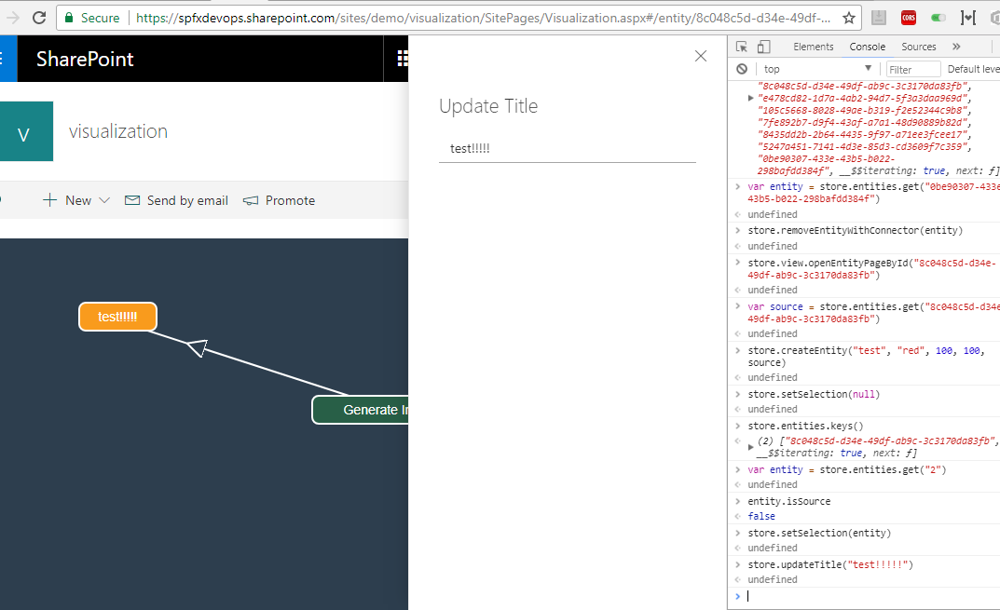 Secure https://spfxdevops.sharepoint.com/sites/demo/visualization/SitePages/Visualization.aspx#/entity/8c048c5d-d34e-49df-... CORS
SharePoint
V visualization
New Send by email Promote
test!!!!!
Generate In
Update Title
test!!!!!
Elements Console Sources »
top Filter Default leve
"8c048c5d-d34e-49df-ab9c-3c3170da83fb",
"e478cd82-1d7a-4ab2-94d7-5f3a3daa969d",
"105c5668-8028-49ae-b319-f2e52344c9b8",
"7fe892b7-d9f4-43af-a7a1-48d90889b82d",
"8435dd2b-2b64-4435-9f97-a71ee3fcee17",
"5247a451-7141-4d3e-85d3-cd3609f7c359",
"0be90307-433e-43b5-b022-
298bafdd384f", __$$iterating: true, next: ƒ]
> var entity = store.entities.get("0be90307-433e
43b5-b022-298bafdd384f")
undefined
> store.removeEntityWithConnector(entity)
undefined
> store.view.openEntityPageById("8c048c5d-d34e-
49df-ab9c-3c3170da83fb")
undefined
> var source = store.entities.get("8c048c5d-d34e
49df-ab9c-3c3170da83fb")
undefined
> store.createEntity("test", "red", 100, 100,
source)
undefined
> store.setSelection(null)
undefined
> store.entities.keys()
(2) ["8c048c5d-d34e-49df-ab9c-3c3170da83fb",
__$$iterating: true, next: ƒ]
> var entity = store.entities.get("2")
undefined
> entity.isSource
false
> store.setSelection(entity)
undefined
> store.updateTitle("test!!!!!")
undefined
>